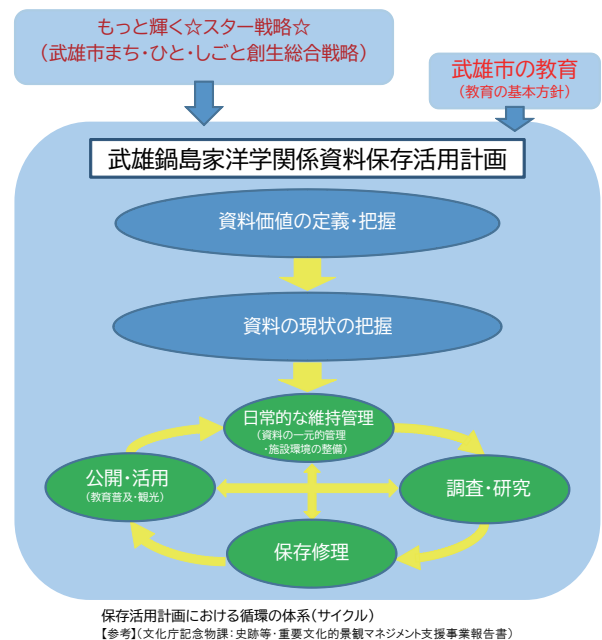 もっと輝く☆スター戦略☆
(武雄市まち・ひと・しごと創生総合戦略)
武雄市の教育
(教育の基本方針)
武雄鍋島家洋学関係資料保存活用計画
資料価値の定義・把握
資料の現状の把握
日常的な維持管理
(資料の一元的管理
・施設環境の整備)
公開・活用
(教育普及・観光)
調査・研究
保存修理
保存活用計画における循環の体系(サイクル)
【参考】(文化庁記念物課:史跡等・重要文化的景観マネジメント支援事業報告書)